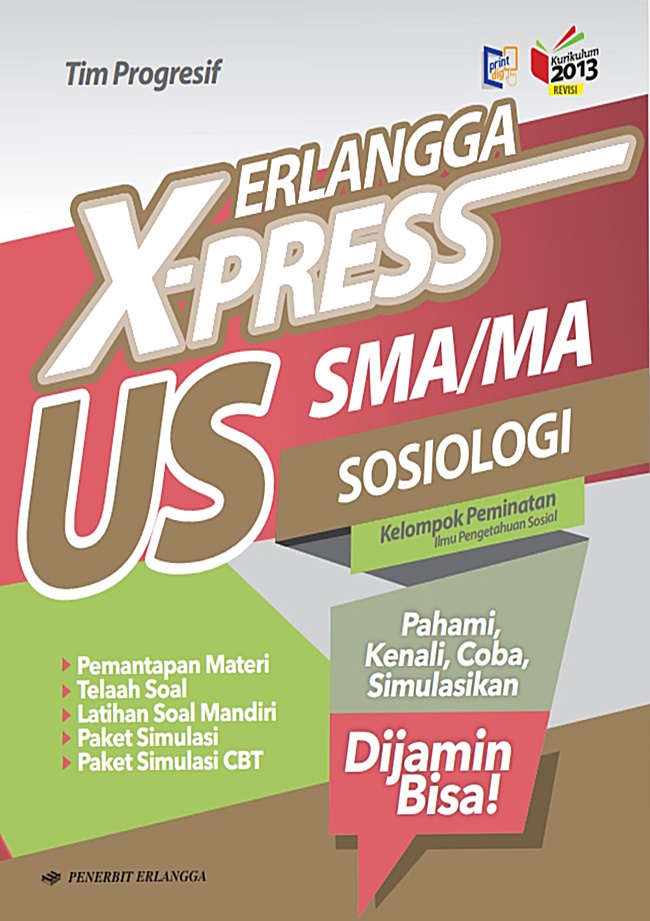 Tim Progresif
print
dig
Kurikulum
2013
REVISI
ERLANGGA
X-PRESS
US
SMA/MA
SOSIOLOGI
Kelompok Peminatan
Ilmu Pengetahuan Sosial
Pahami,
Kenali, Coba,
Simulasikan
Dijamin
Bisa!
Pemantapan Materi
Telaah Soal
Latihan Soal Mandiri
Paket Simulasi
Paket Simulasi CBT
PENERBIT ERLANGGA